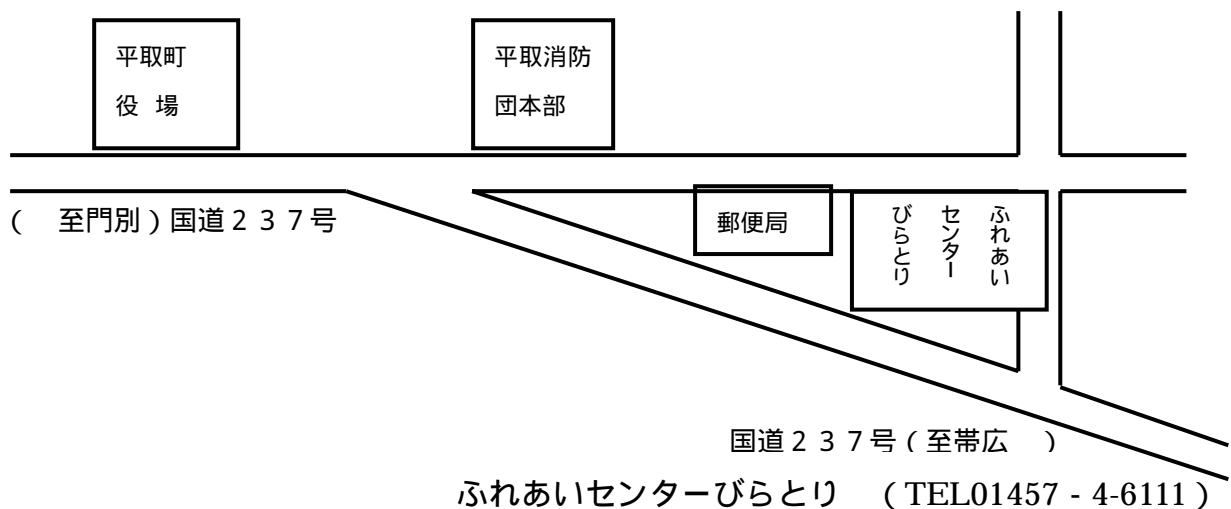 平取町
役 場
平取消防
団本部
( 至門別)国道237号
郵便局
ふれあい
センター
びらとり
国道237号(至帯広 )
ふれあいセンターびらとり (TEL01457-4-6111)